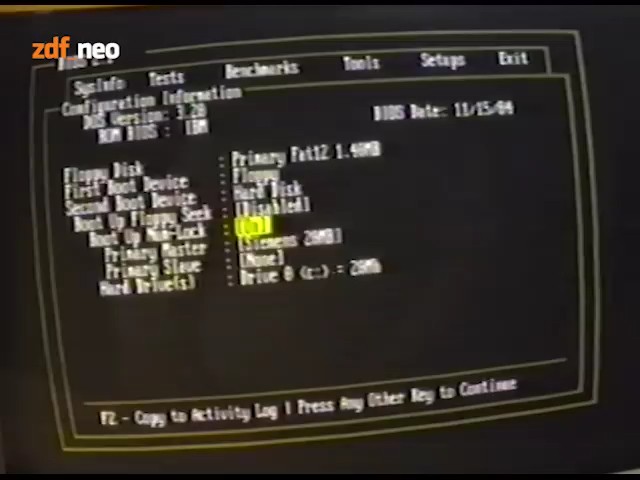 zdf_neo
SysInfo Tests Benchmarks Tools Setups Exit
Configuration Information
DOS Version: 3.20
ROM BIOS : IBM
BIOS Date: 11/15/84
Floppy Disk : Primary Fat12 1.40MB
First Boot Device : Floppy
Second Boot Device : Hard Disk
Boot Up Floppy Seek : [Disabled]
Boot Up Num-Lock : [On]
Primary Master : [Siemens 20MB]
Primary Slave : [None]
Hard Drive(s) : Drive 0 (c:) = 20Mb
F2 - Copy to Activity Log | Press Any Other Key to Continue